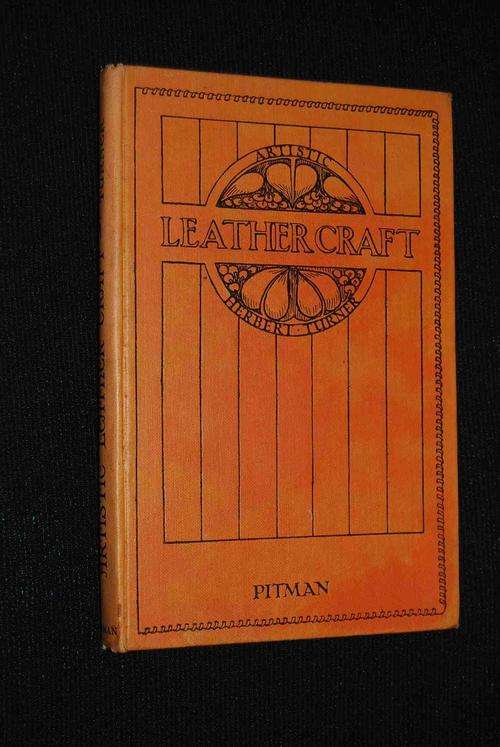 ARTISTIC
LEATHER CRAFT
HERBERT · TURNER
PITMAN
ARTISTIC LEATHER CRAFT